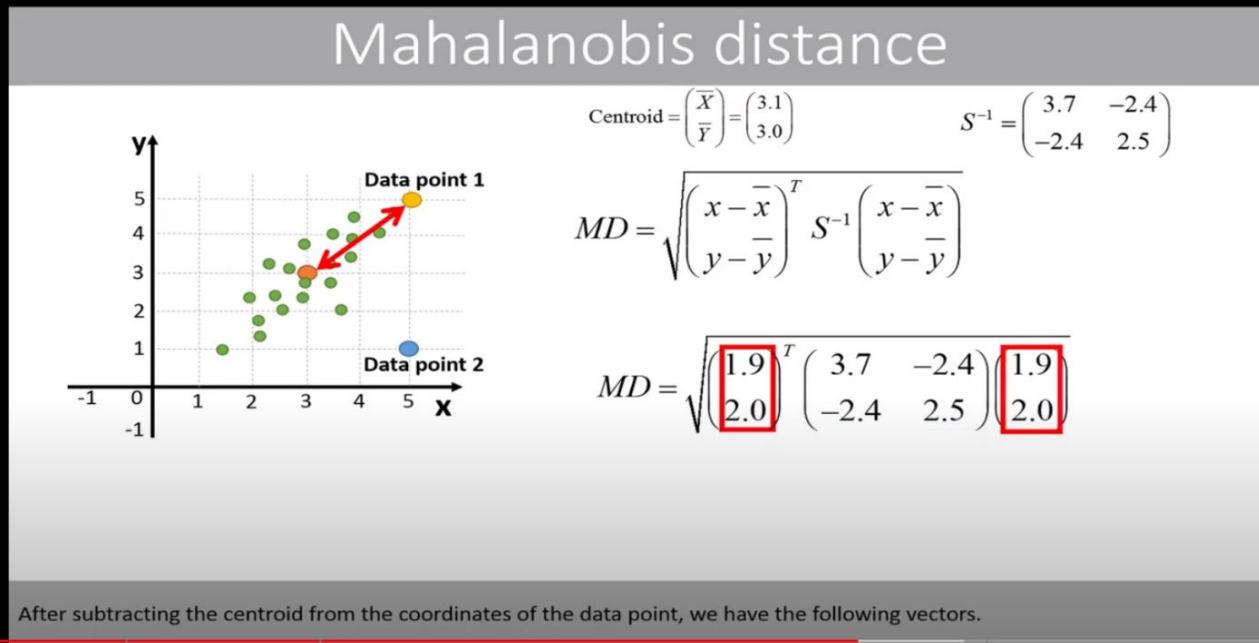 Mahalanobis distance
Centroid = (X̅ Y̅) = (3.1 3.0)
S⁻¹ = (3.7 −2.4 −2.4 2.5)
y
Data point 1
5
4
3
2
1
MD = √(x − x̅ y − y̅)ᵀ S⁻¹ (x − x̅ y − y̅)
Data point 2
-1 0 1 2 3 4 5 X
-1
MD = √(1.9 2.0)ᵀ (3.7 −2.4 −2.4 2.5) (1.9 2.0)
After subtracting the centroid from the coordinates of the data point, we have the following vectors.